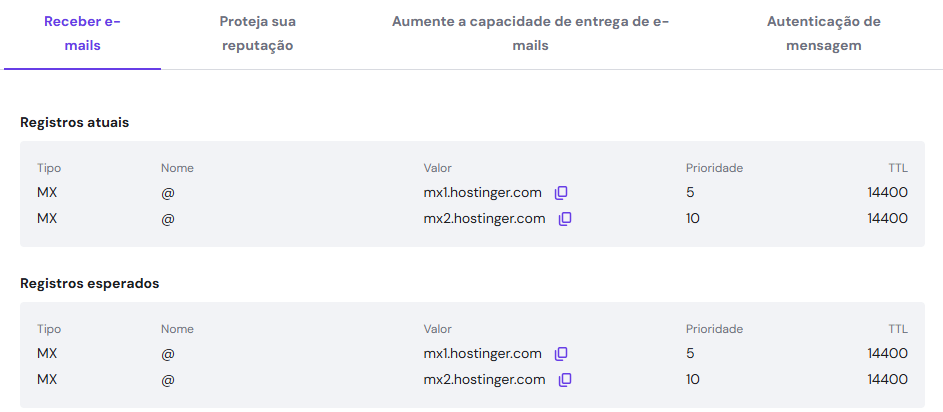 Receber e-
mails
Proteja sua
reputação
Aumente a capacidade de entrega de e-
mails
Autenticação de
mensagem
Registros atuais
Tipo Nome Valor Prioridade TTL
MX @ mx1.hostinger.com 5 14400
MX @ mx2.hostinger.com 10 14400
Registros esperados
Tipo Nome Valor Prioridade TTL
MX @ mx1.hostinger.com 5 14400
MX @ mx2.hostinger.com 10 14400